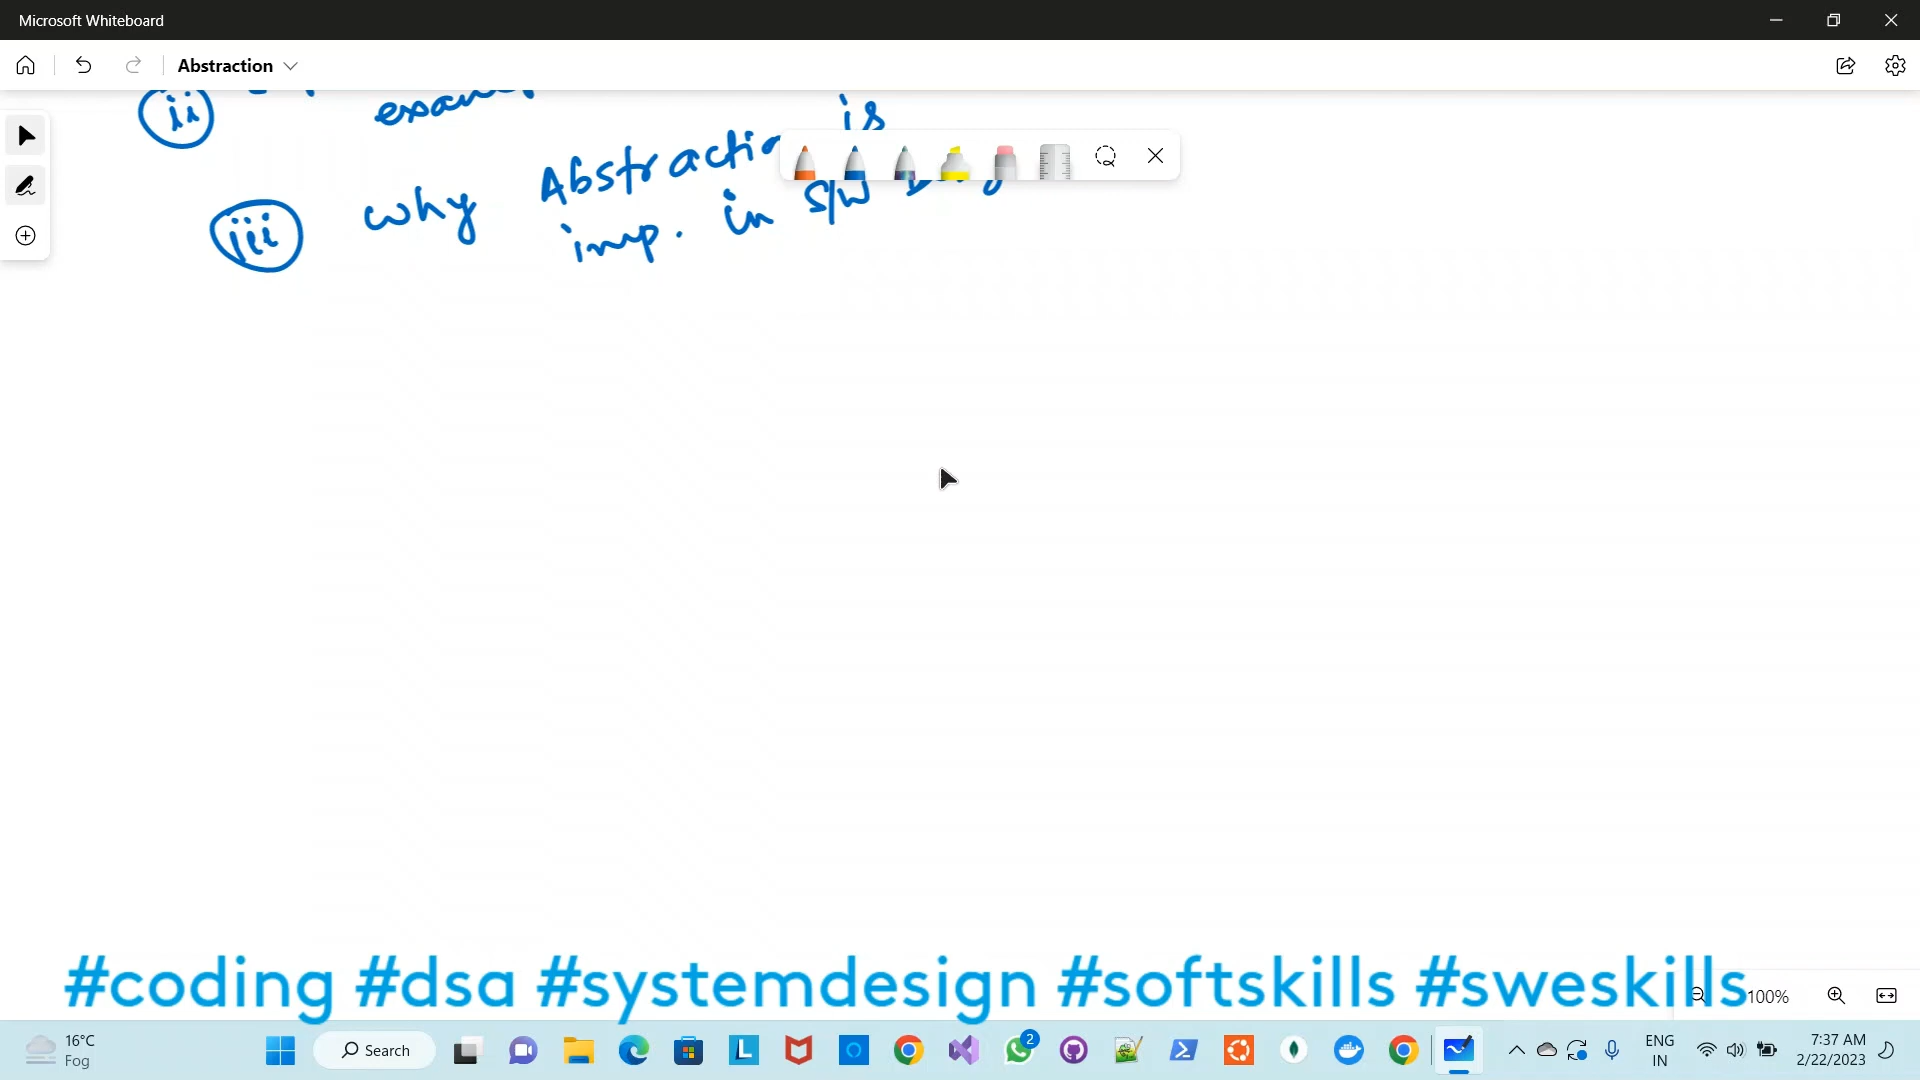 Microsoft Whiteboard
Abstraction
ii
is
iii why Abstraction
imp. in S/W
#coding #dsa #systemdesign #softskills #sweskills
100%
16°C
Fog
Search
2
ENG
IN
7:37 AM
2/22/2023